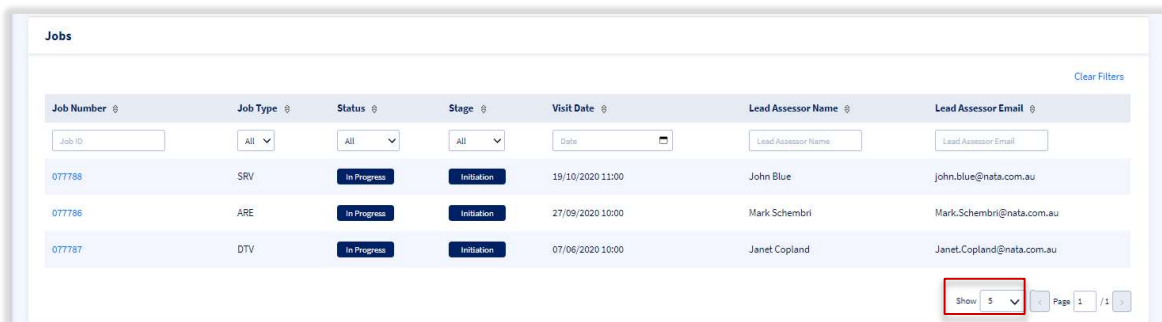 Jobs
Clear Filters
Job Number Job Type Status Stage Visit Date Lead Assessor Name Lead Assessor Email
Job ID All All All Date Lead Assessor Name Lead Assessor Email
077788 SRV In Progress Initiation 19/10/2020 11:00 John Blue john.blue@nata.com.au
077786 ARE In Progress Initiation 27/09/2020 10:00 Mark Schembri Mark.Schembri@nata.com.au
077787 DTV In Progress Initiation 07/06/2020 10:00 Janet Copland Janet.Copland@nata.com.au
Show 5 < Page 1 /1 >